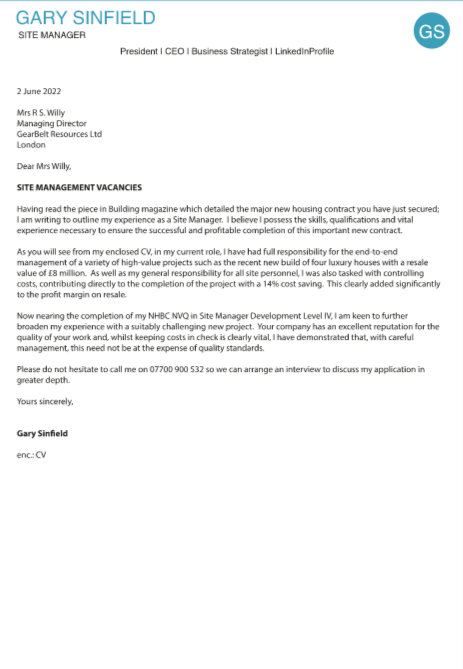 GARY SINFIELD
SITE MANAGER
GS
President I CEO I Business Strategist I LinkedInProfile
2 June 2022
Mrs R S. Willy
Managing Director
GearBelt Resources Ltd
London
Dear Mrs Willy,
SITE MANAGEMENT VACANCIES
Having read the piece in Building magazine which detailed the major new housing contract you have just secured;
I am writing to outline my experience as a Site Manager. I believe I possess the skills, qualifications and vital
experience necessary to ensure the successful and profitable completion of this important new contract.
As you will see from my enclosed CV, in my current role, I have had full responsibility for the end-to-end
management of a variety of high-value projects such as the recent new build of four luxury houses with a resale
value of £8 million. As well as my general responsibility for all site personnel, I was also tasked with controlling
costs, contributing directly to the completion of the project with a 14% cost saving. This clearly added significantly
to the profit margin on resale.
Now nearing the completion of my NHBC NVQ in Site Manager Development Level IV, I am keen to further
broaden my experience with a suitably challenging new project. Your company has an excellent reputation for the
quality of your work and, whilst keeping costs in check is clearly vital, I have demonstrated that, with careful
management, this need not be at the expense of quality standards.
Please do not hesitate to call me on 07700 900 532 so we can arrange an interview to discuss my application in
greater depth.
Yours sincerely,
Gary Sinfield
enc.: CV